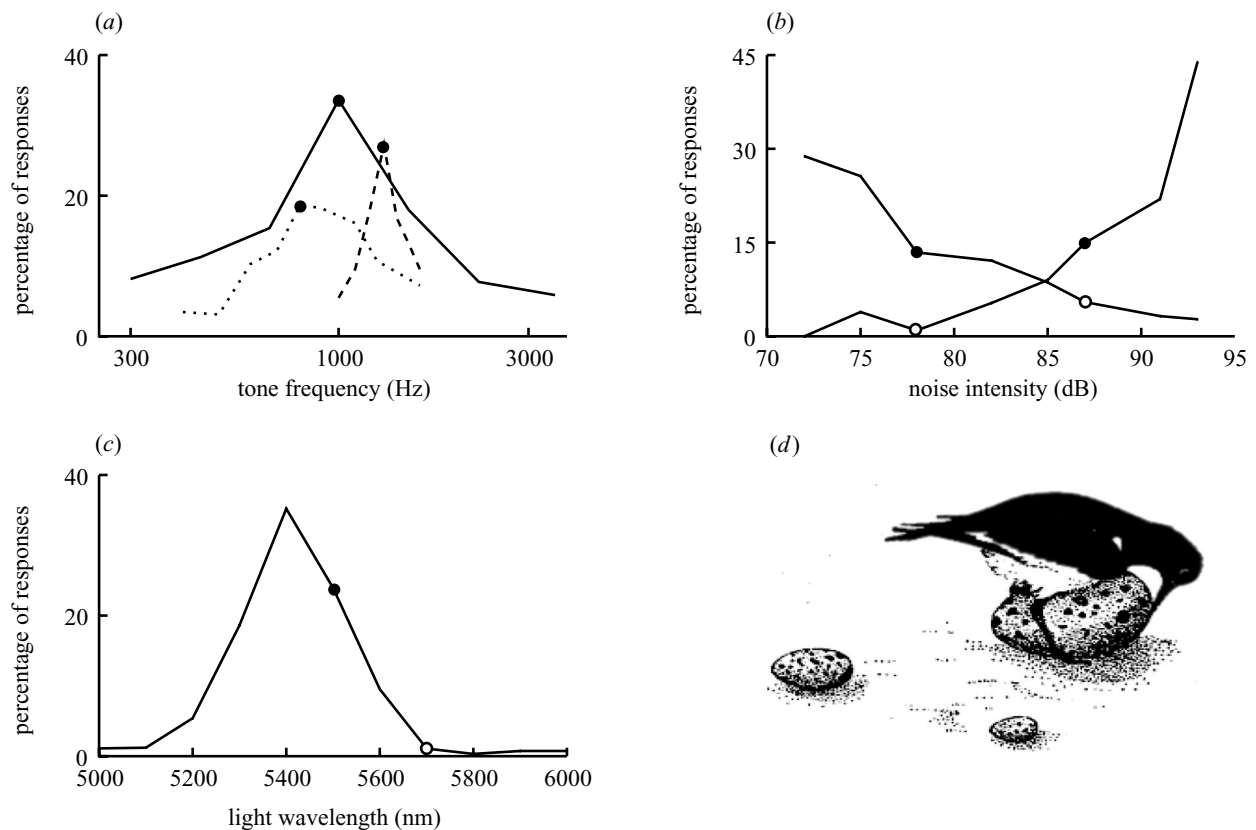 (a)
percentage of responses
40
20
0
300 1000 3000
tone frequency (Hz)
(b)
percentage of responses
45
30
15
0
70 75 80 85 90 95
noise intensity (dB)
(c)
percentage of responses
40
20
0
5000 5200 5400 5600 5800 6000
light wavelength (nm)
(d)